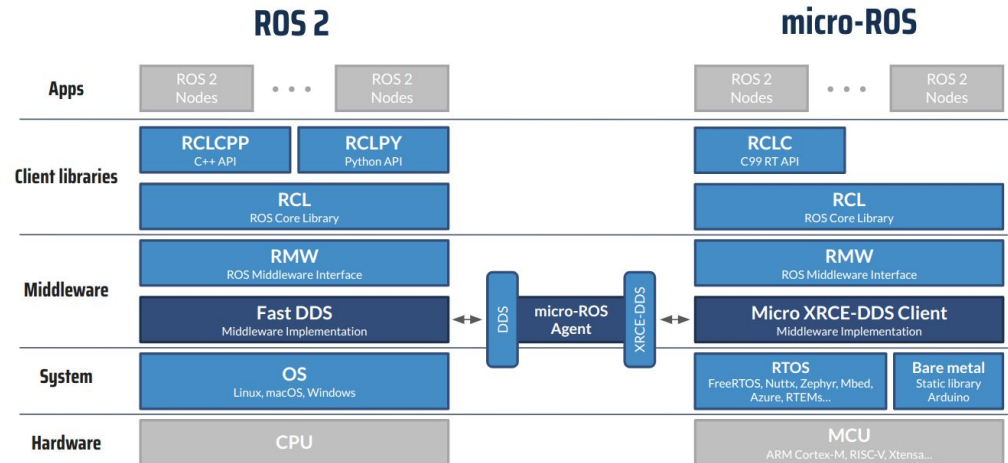 ROS 2
micro-ROS
Apps
ROS 2
Nodes
ROS 2
Nodes
ROS 2
Nodes
ROS 2
Nodes
Client libraries
RCLCPP
C++ API
RCLPY
Python API
RCLC
C99 RT API
RCL
ROS Core Library
RCL
ROS Core Library
Middleware
RMW
ROS Middleware Interface
RMW
ROS Middleware Interface
Fast DDS
Middleware Implementation
DDS
micro-ROS
Agent
XRCE-DDS
Micro XRCE-DDS Client
Middleware Implementation
System
OS
Linux, macOS, Windows
RTOS
FreeRTOS, Nuttx, Zephyr, Mbed,
Azure, RTEMs...
Bare metal
Static library
Arduino
Hardware
CPU
MCU
ARM Cortex-M, RISC-V, Xtensa...